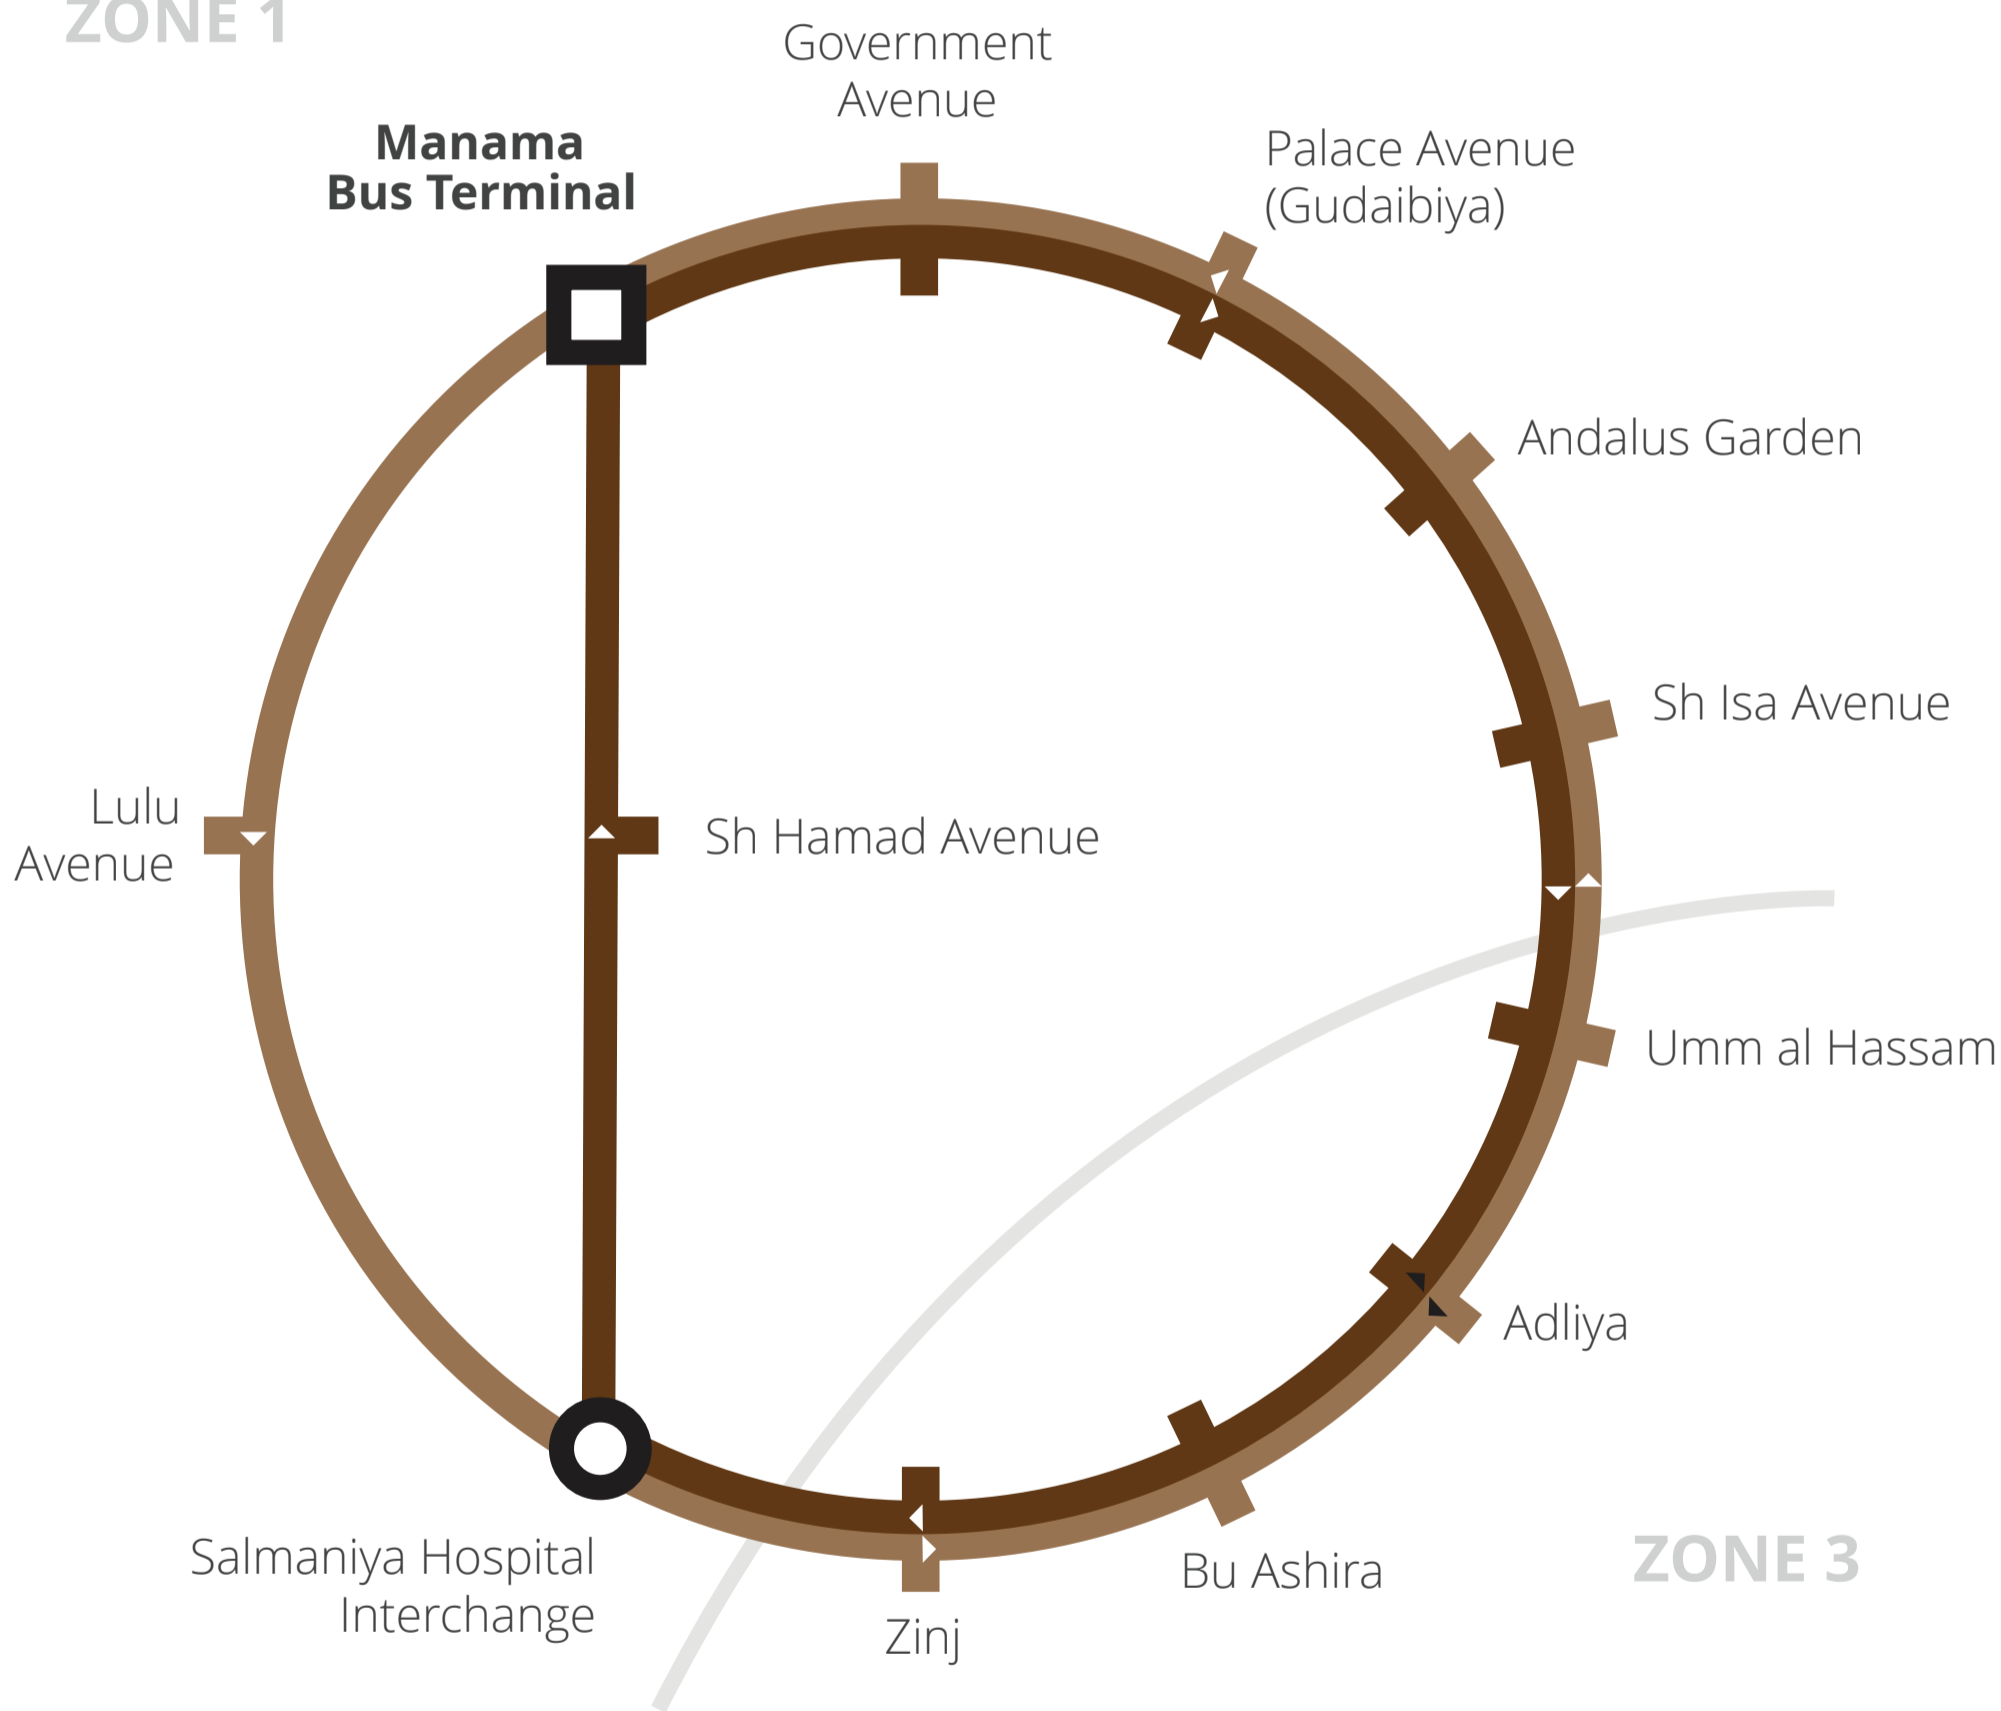 ZONE 1
Government
Avenue
Manama
Bus Terminal
Palace Avenue
(Gudaibiya)
Andalus Garden
Sh Isa Avenue
Lulu
Avenue
Sh Hamad Avenue
Umm al Hassam
Adliya
Salmaniya Hospital
Interchange
Zinj
Bu Ashira
ZONE 3